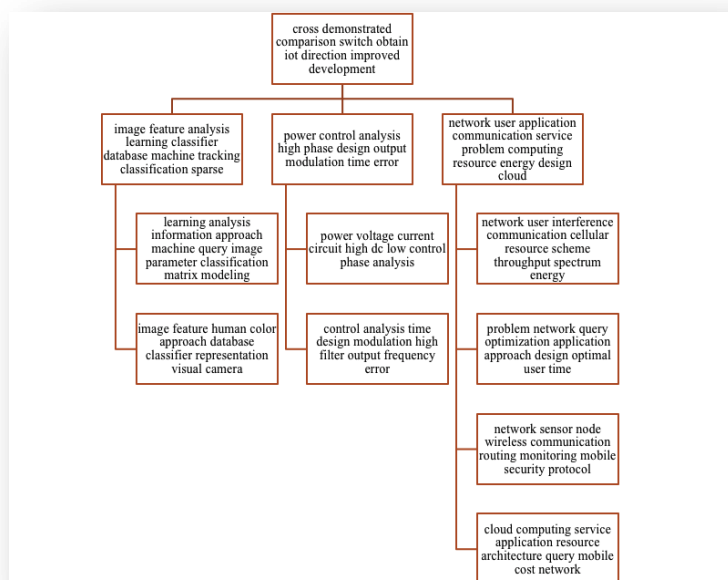 cross demonstrated
comparison switch obtain
iot direction improved
development
image feature analysis
learning classifier
database machine tracking
classification sparse
power control analysis
high phase design output
modulation time error
network user application
communication service
problem computing
resource energy design
cloud
learning analysis
information approach
machine query image
parameter classification
matrix modeling
image feature human color
approach database
classifier representation
visual camera
power voltage current
circuit high dc low control
phase analysis
control analysis time
design modulation high
filter output frequency
error
network user interference
communication cellular
resource scheme
throughput spectrum
energy
problem network query
optimization application
approach design optimal
user time
network sensor node
wireless communication
routing monitoring mobile
security protocol
cloud computing service
application resource
architecture query mobile
cost network